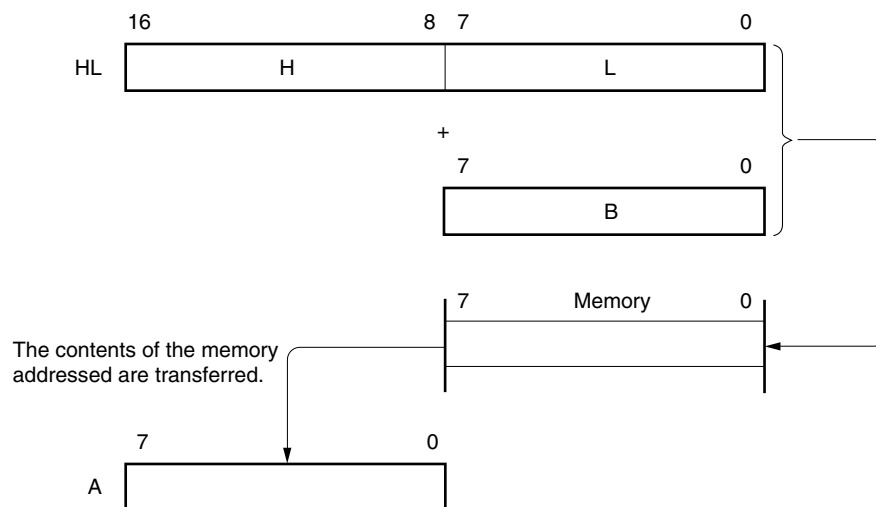 16 8 7 0
HL H L
+
7 0
B
7 Memory 0
The contents of the memory
addressed are transferred.
7 0
A